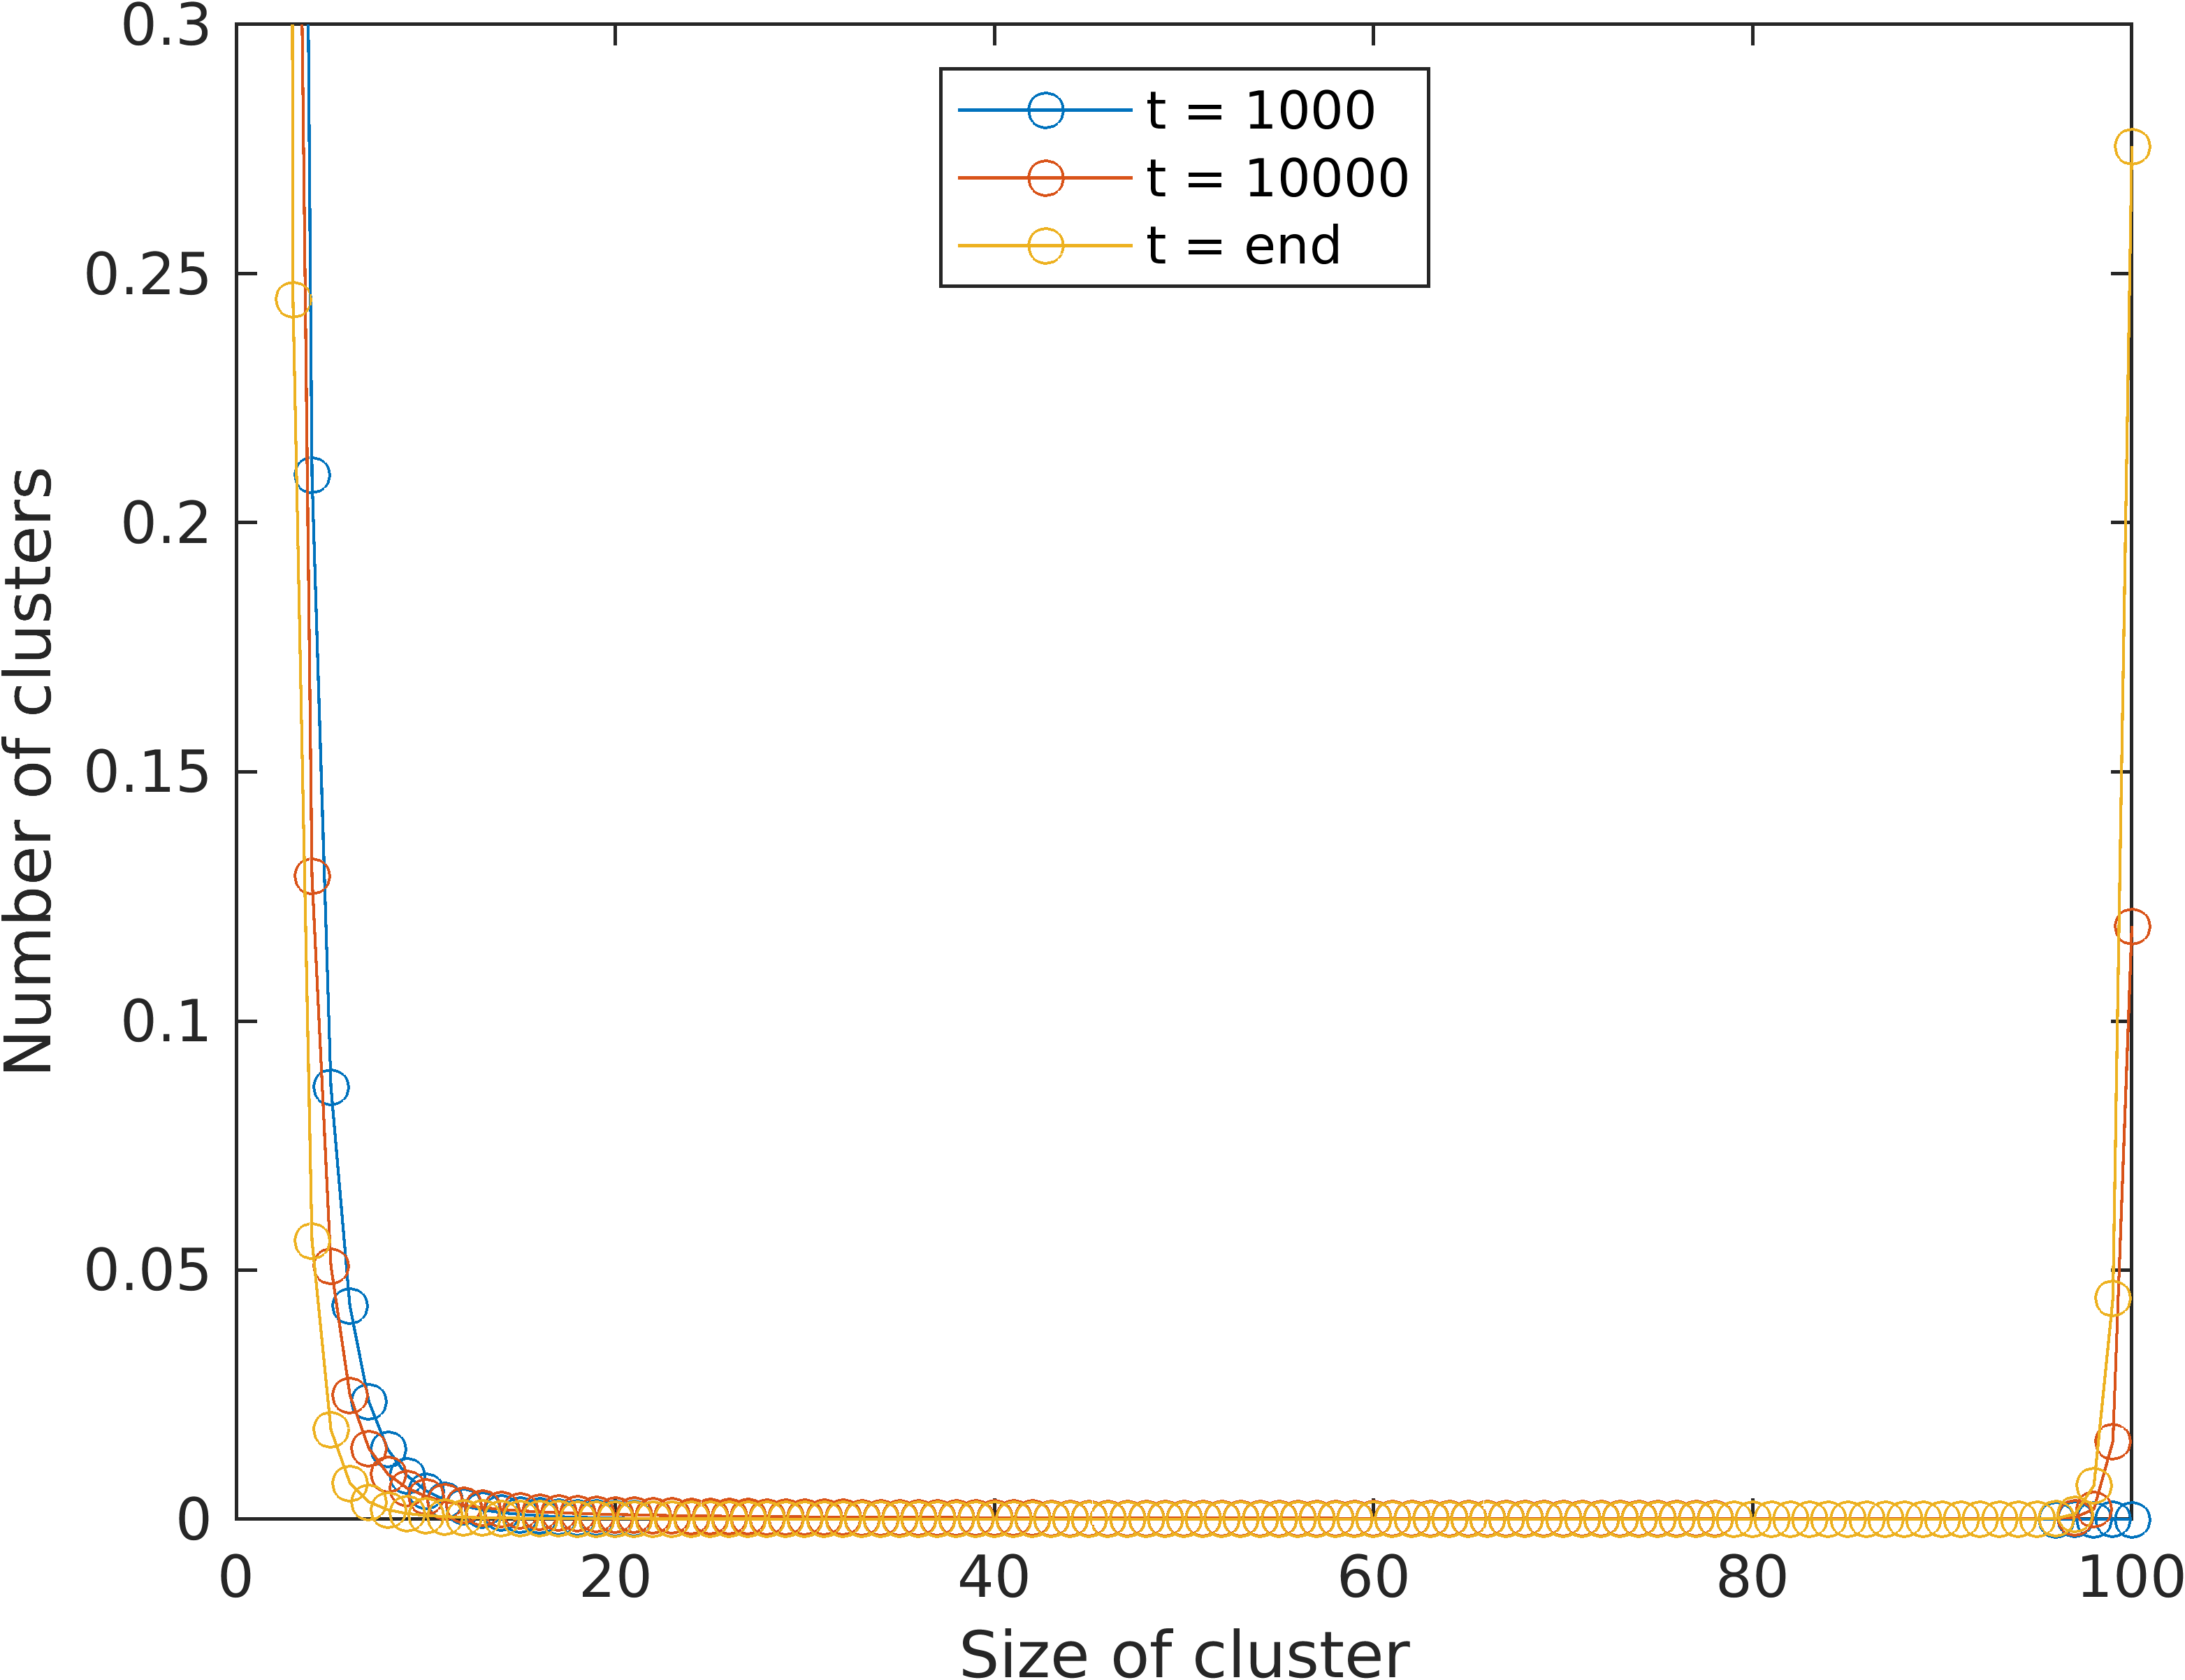 0.3
0.25
0.2
0.15
0.1
0.05
0
Number of clusters
t = 1000
t = 10000
t = end
0 20 40 60 80 100
Size of cluster